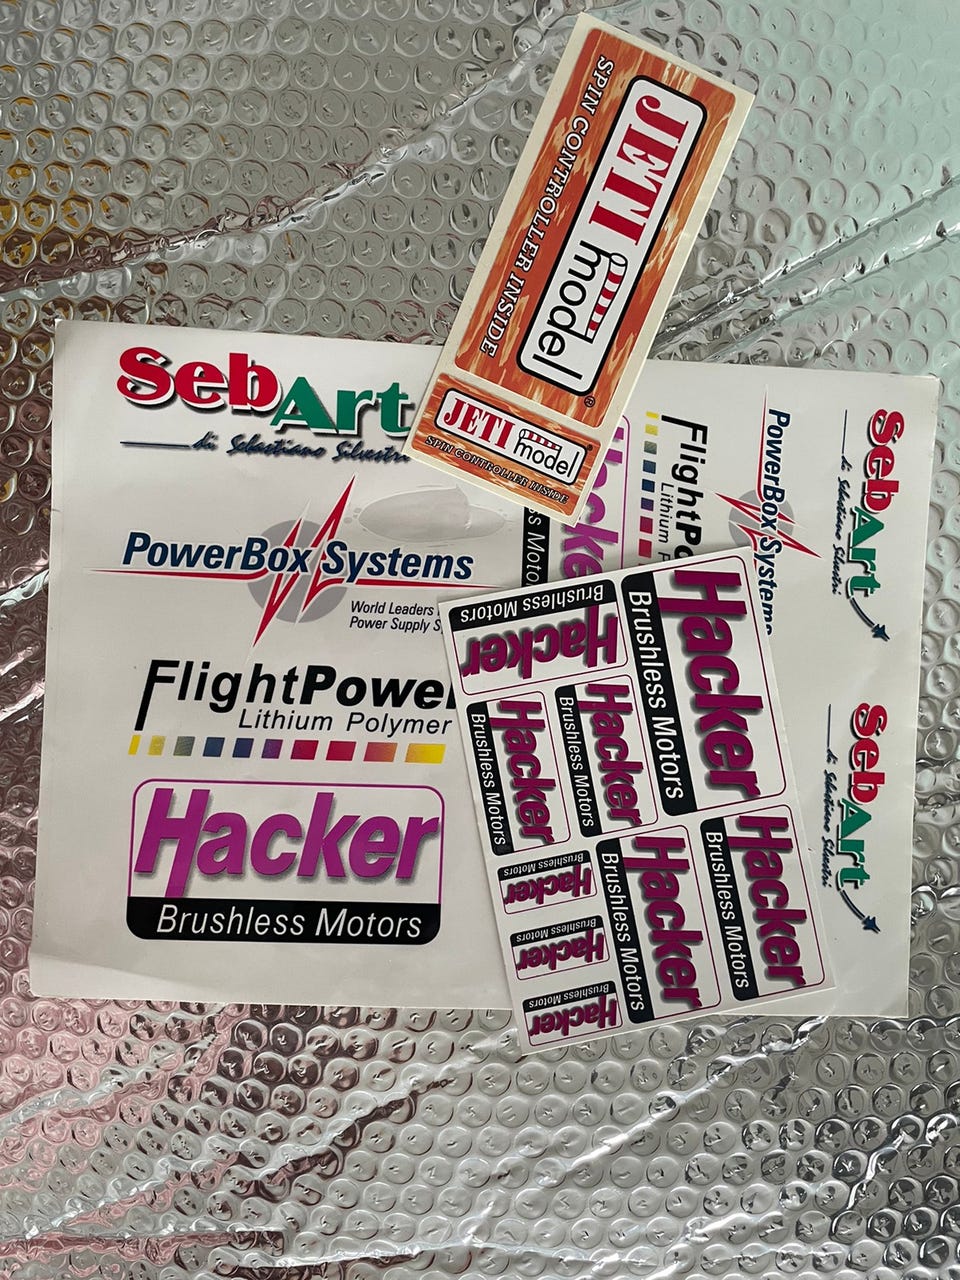 JETI
model
®
SPIN CONTROLLER INSIDE
JETI
model
SPIN CONTROLLER INSIDE
SebArt
di Sebastiano Silvestri
PowerBox Systems
World Leaders
Power Supply S
FlightPower
Lithium Polymer
Hacker
Brushless Motors
Hacke
s Moto
FlightPo
Lithium P
PowerBox Systems
SebArt
di Sebastiano Silvestri
SebArt
di Sebastiano Silvestri
Hacker
Brushless Motors
Hacker
Brushless Motors
Hacker
Brushless Motors
Hacker
Brushless Motors
Hacker
Brushless Motors
Hacker
Brushless Motors
Hacker
Brushless Motors
Hacker
Brushless Motors
Hacker
Brushless Motors